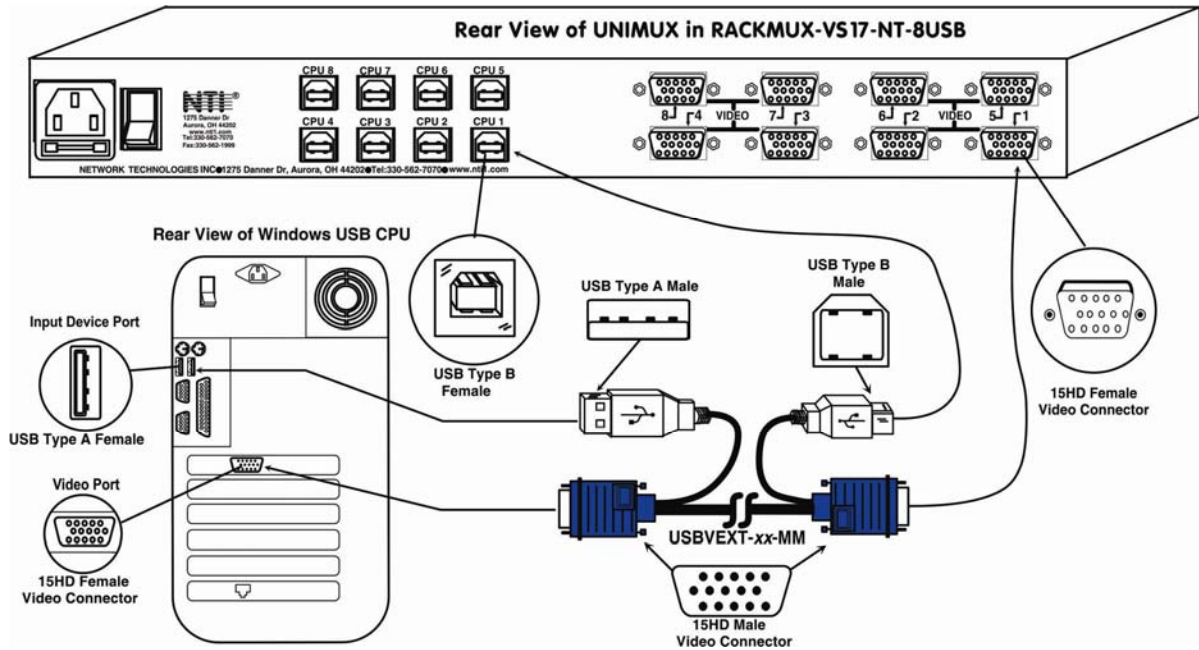 Rear View of UNIMUX in RACKMUX-VS17-NT-8USB
CPU 8 CPU 7 CPU 6 CPU 5
NTI®
1275 Danner Dr
Aurora, OH 44202
www.nti1.com
Tel:330-562-7070
Fax:330-562-1999
CPU 4 CPU 3 CPU 2 CPU 1
8 4 VIDEO 7 3 6 2 VIDEO 5 1
NETWORK TECHNOLOGIES INC●1275 Danner Dr, Aurora, OH 44202●Tel:330-562-7070●www.nti1.com
Rear View of Windows USB CPU
Input Device Port
USB Type A Female
USB Type B
Female
USB Type A Male
USB Type B
Male
15HD Female
Video Connector
Video Port
15HD Female
Video Connector
USBVEXT-xx-MM
15HD Male
Video Connector